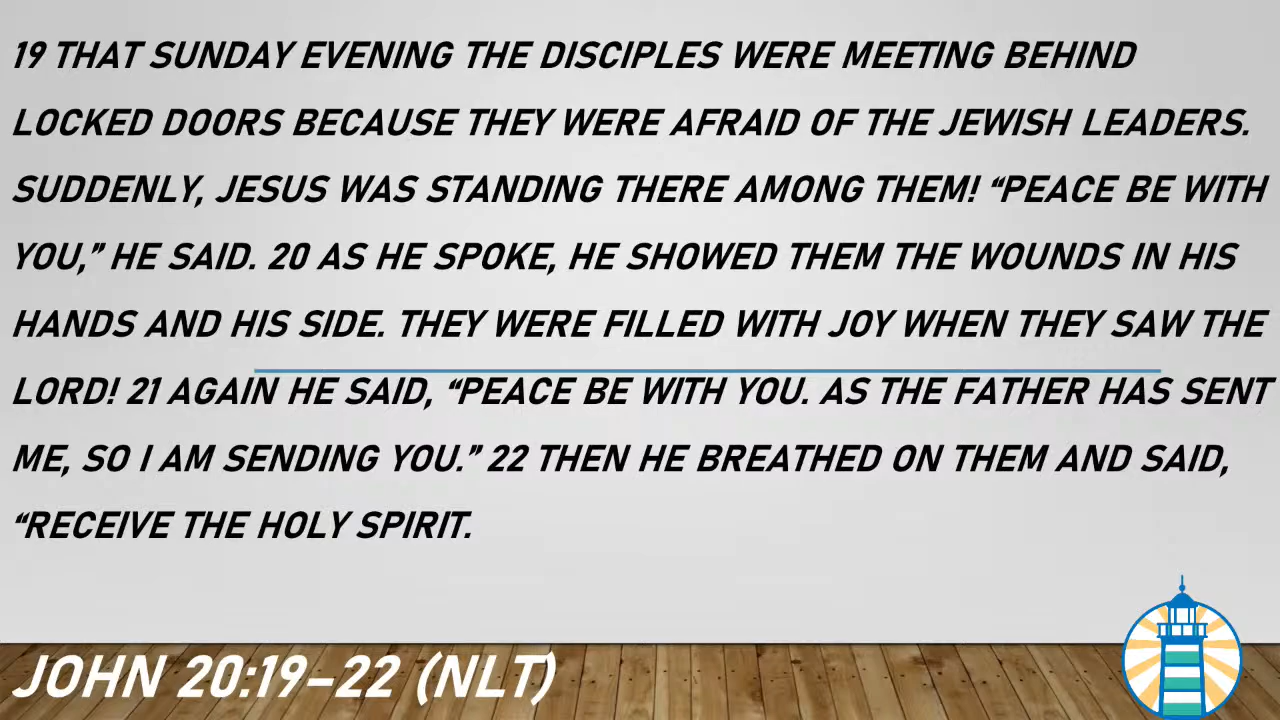 19 THAT SUNDAY EVENING THE DISCIPLES WERE MEETING BEHIND
LOCKED DOORS BECAUSE THEY WERE AFRAID OF THE JEWISH LEADERS.
SUDDENLY, JESUS WAS STANDING THERE AMONG THEM! “PEACE BE WITH
YOU,” HE SAID. 20 AS HE SPOKE, HE SHOWED THEM THE WOUNDS IN HIS
HANDS AND HIS SIDE. THEY WERE FILLED WITH JOY WHEN THEY SAW THE
LORD! 21 AGAIN HE SAID, “PEACE BE WITH YOU. AS THE FATHER HAS SENT
ME, SO I AM SENDING YOU.” 22 THEN HE BREATHED ON THEM AND SAID,
“RECEIVE THE HOLY SPIRIT.
JOHN 20:19–22 (NLT)